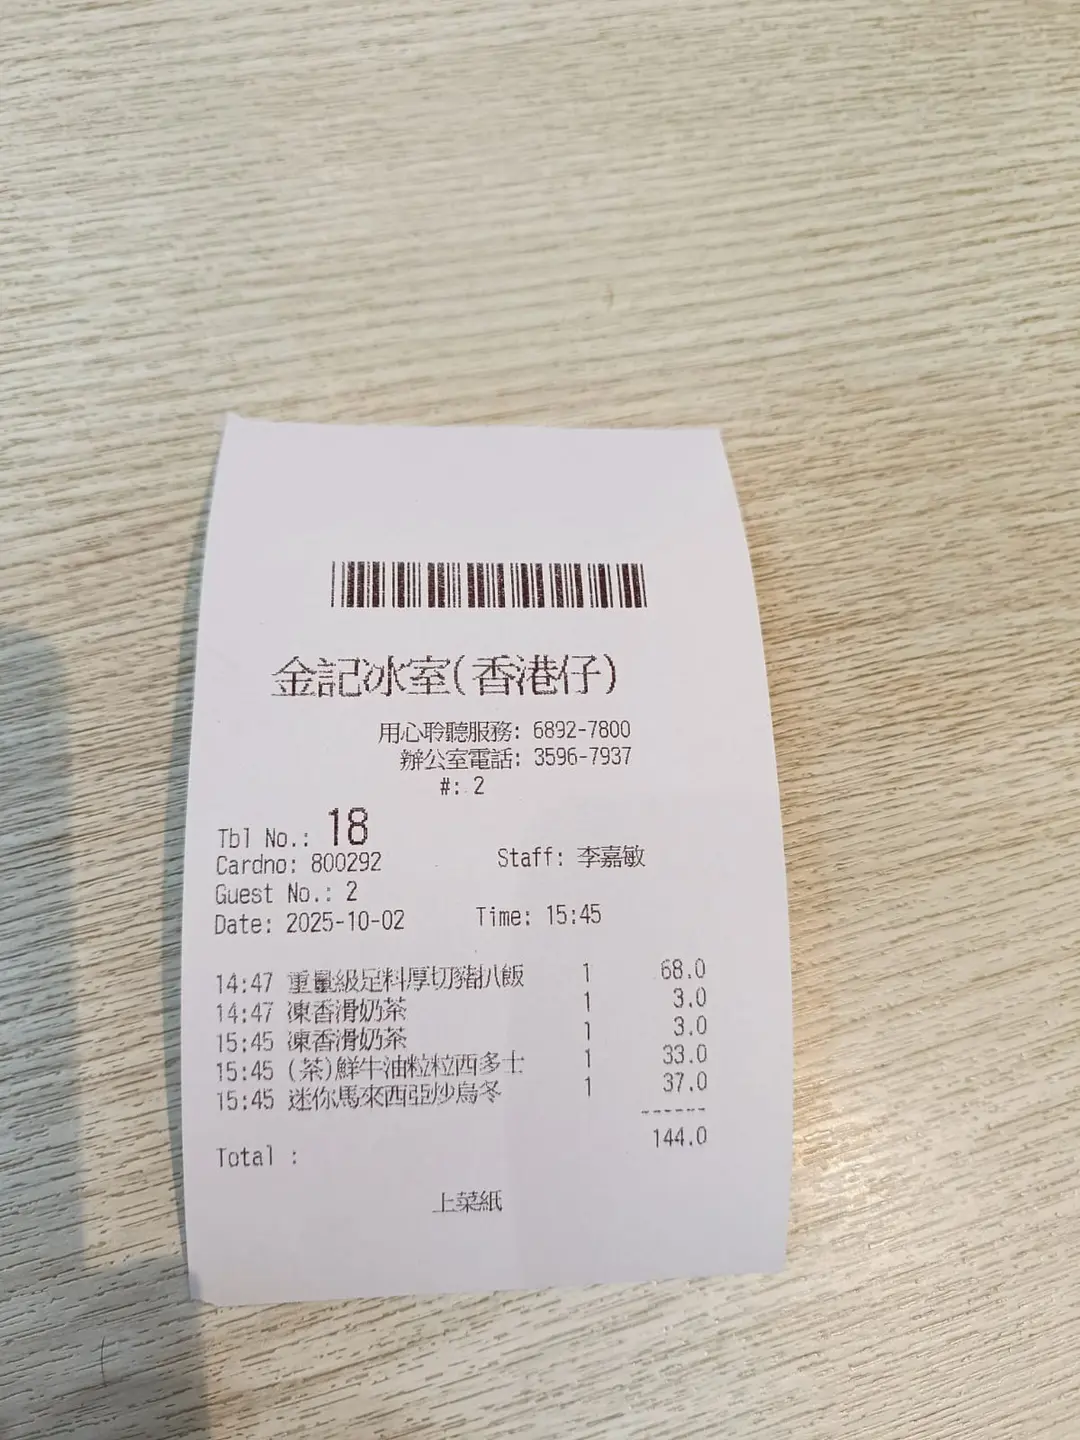 金記冰室(香港仔)
用心聆聽服務: 6892-7800
辦公室電話: 3596-7937
#: 2
Tbl No.: 18
Cardno: 800292 Staff: 李嘉敏
Guest No.: 2
Date: 2025-10-02 Time: 15:45
14:47 重量級足料厚切豬扒飯 1 68.0
14:47 凍香滑奶茶 1 3.0
15:45 凍香滑奶茶 1 3.0
15:45 (茶)鮮牛油粒粒西多士 1 33.0
15:45 迷你馬來西亞炒烏冬 1 37.0
------
Total : 144.0
上菜紙